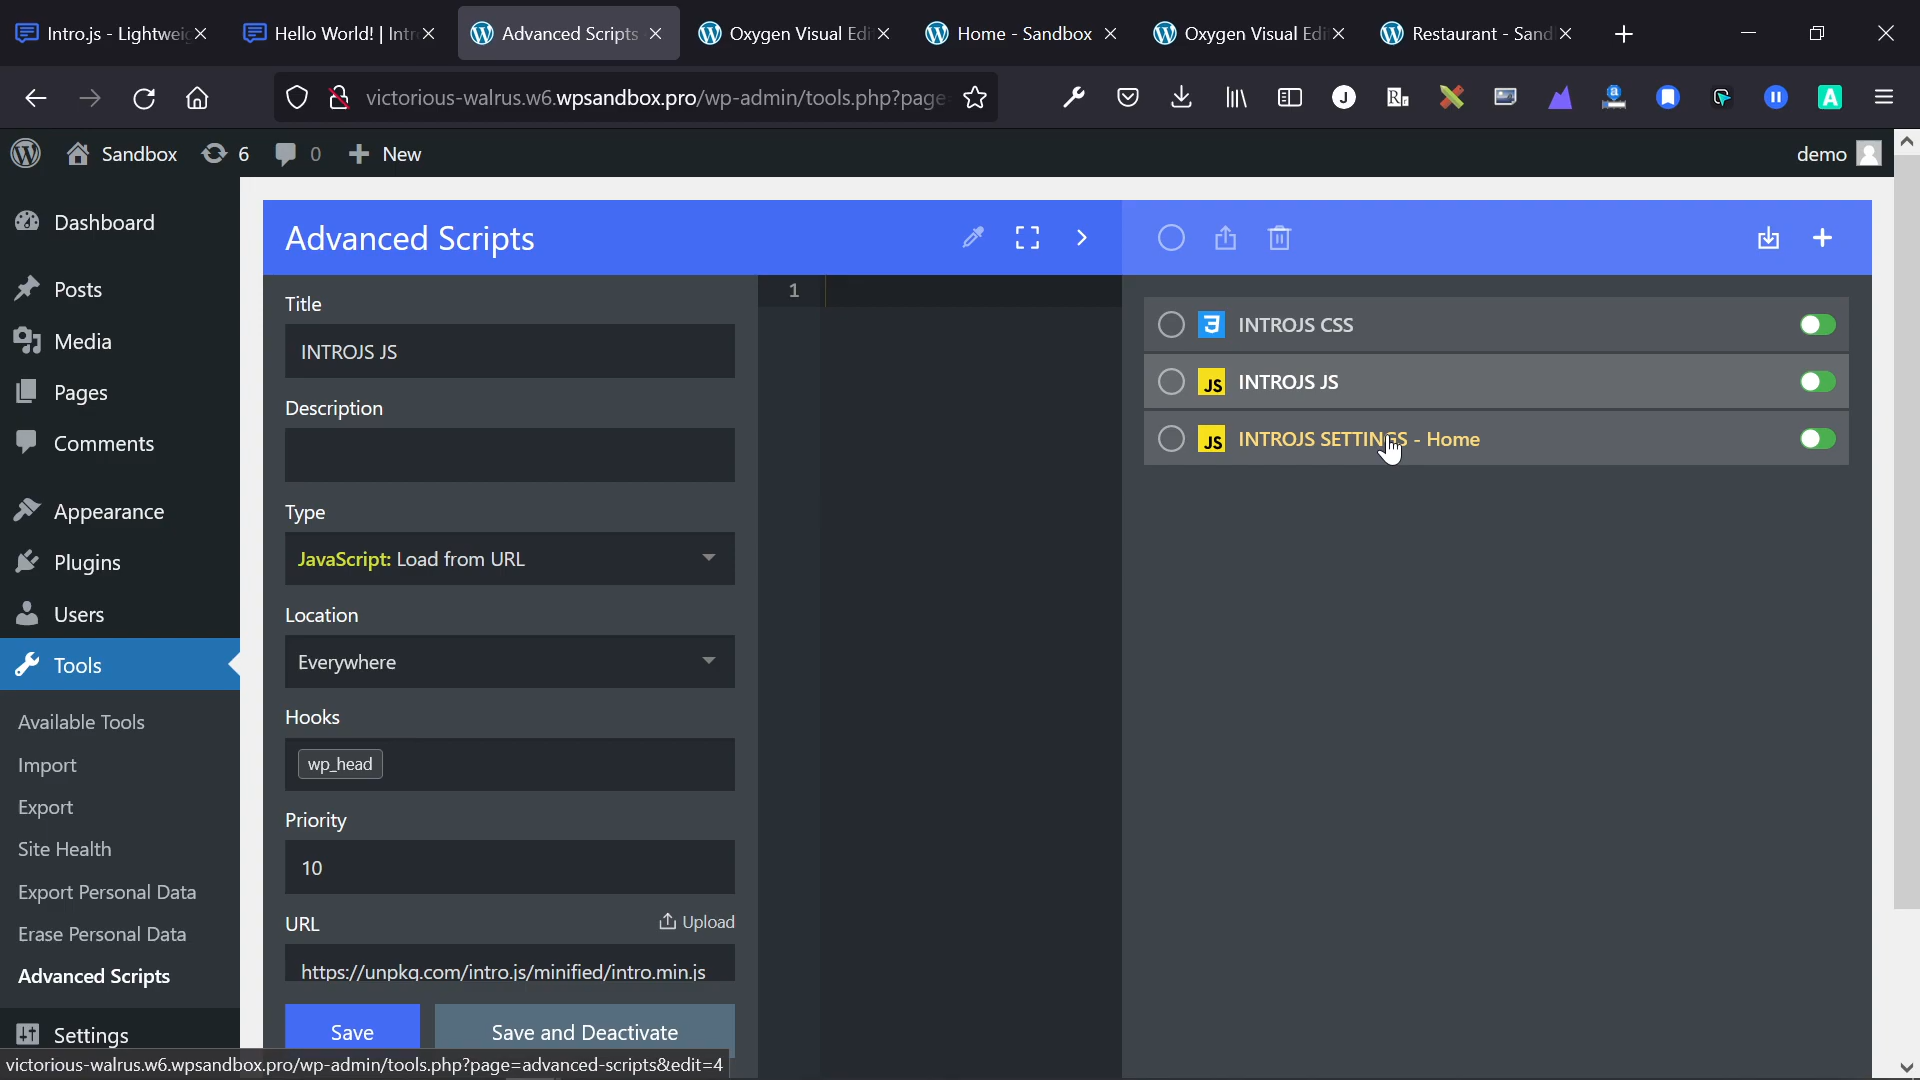 Intro.js - Lightweig
Hello World! | Intr
Advanced Scripts
Oxygen Visual Edi
Home - Sandbox
Oxygen Visual Edi
Restaurant - Sand
victorious-walrus.w6.wpsandbox.pro/wp-admin/tools.php?page
Sandbox
6
0
New
demo
Dashboard
Posts
Media
Pages
Comments
Appearance
Plugins
Users
Tools
Available Tools
Import
Export
Site Health
Export Personal Data
Erase Personal Data
Advanced Scripts
Settings
Advanced Scripts
Title
INTROJS JS
Description
Type
JavaScript: Load from URL
Location
Everywhere
Hooks
wp_head
Priority
10
URL
Upload
https://unpkg.com/intro.js/minified/intro.min.js
Save
Save and Deactivate
1
INTROJS CSS
JS INTROJS JS
JS INTROJS SETTINGS - Home
victorious-walrus.w6.wpsandbox.pro/wp-admin/tools.php?page=advanced-scripts&edit=4